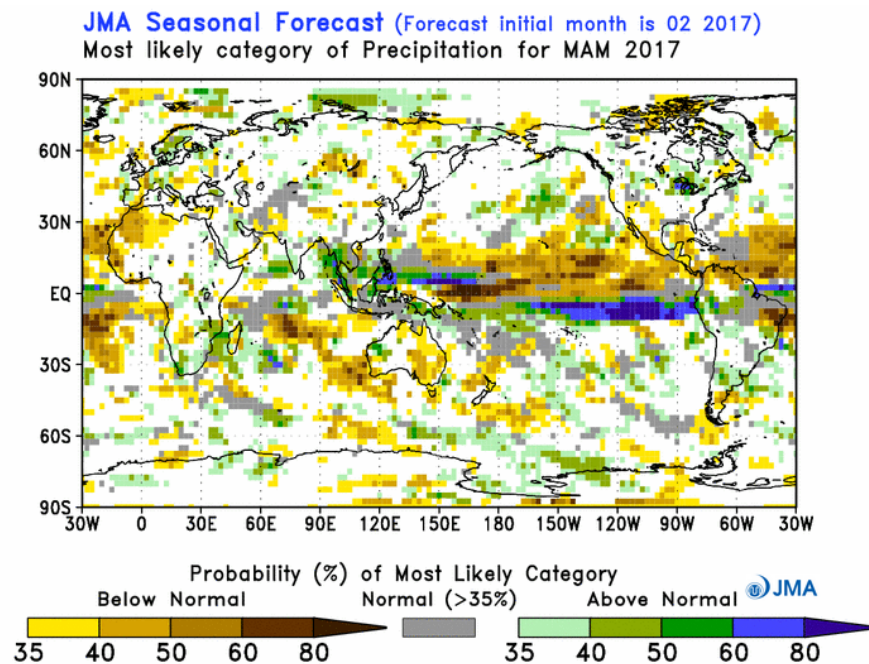 JMA Seasonal Forecast (Forecast initial month is 02 2017)
Most likely category of Precipitation for MAM 2017
90N
60N
30N
EQ
30S
60S
90S
30W 0 30E 60E 90E 120E 150E 180 150W 120W 90W 60W 30W
Probability (%) of Most Likely Category
JMA
Below Normal Normal (>35%) Above Normal
35 40 50 60 80 35 40 50 60 80